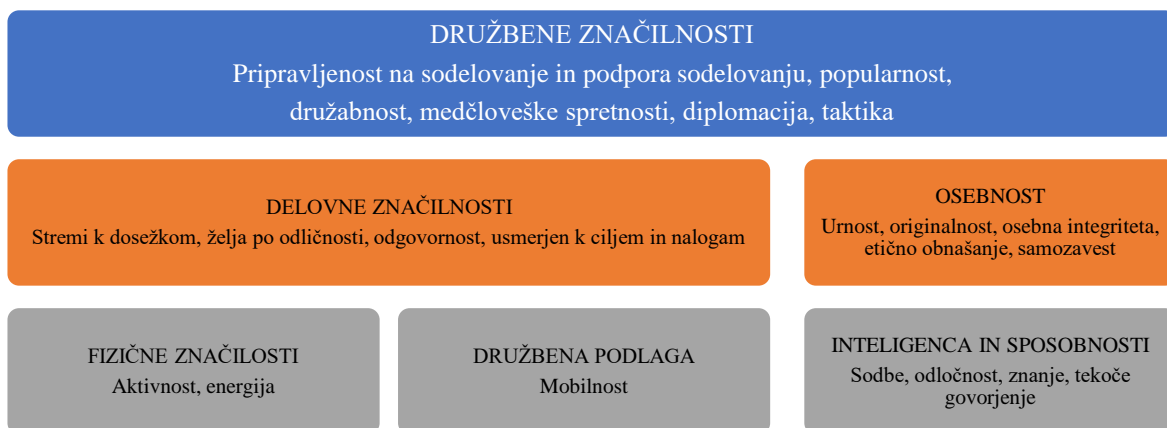 DRUŽBENE ZNAČILNOSTI
Pripravljenost na sodelovanje in podpora sodelovanju, popularnost,
družabnost, medčloveške spretnosti, diplomacija, taktika
DELOVNE ZNAČILNOSTI
Stremi k dosežkom, želja po odličnosti, odgovornost, usmerjen k ciljem in nalogam
OSEBNOST
Urnost, originalnost, osebna integriteta,
etično obnašanje, samozavest
FIZIČNE ZNAČILOSTI
Aktivnost, energija
DRUŽBENA PODLAGA
Mobilnost
INTELIGENCA IN SPOSOBNOSTI
Sodbe, odločnost, znanje, tekoče
govorjenje